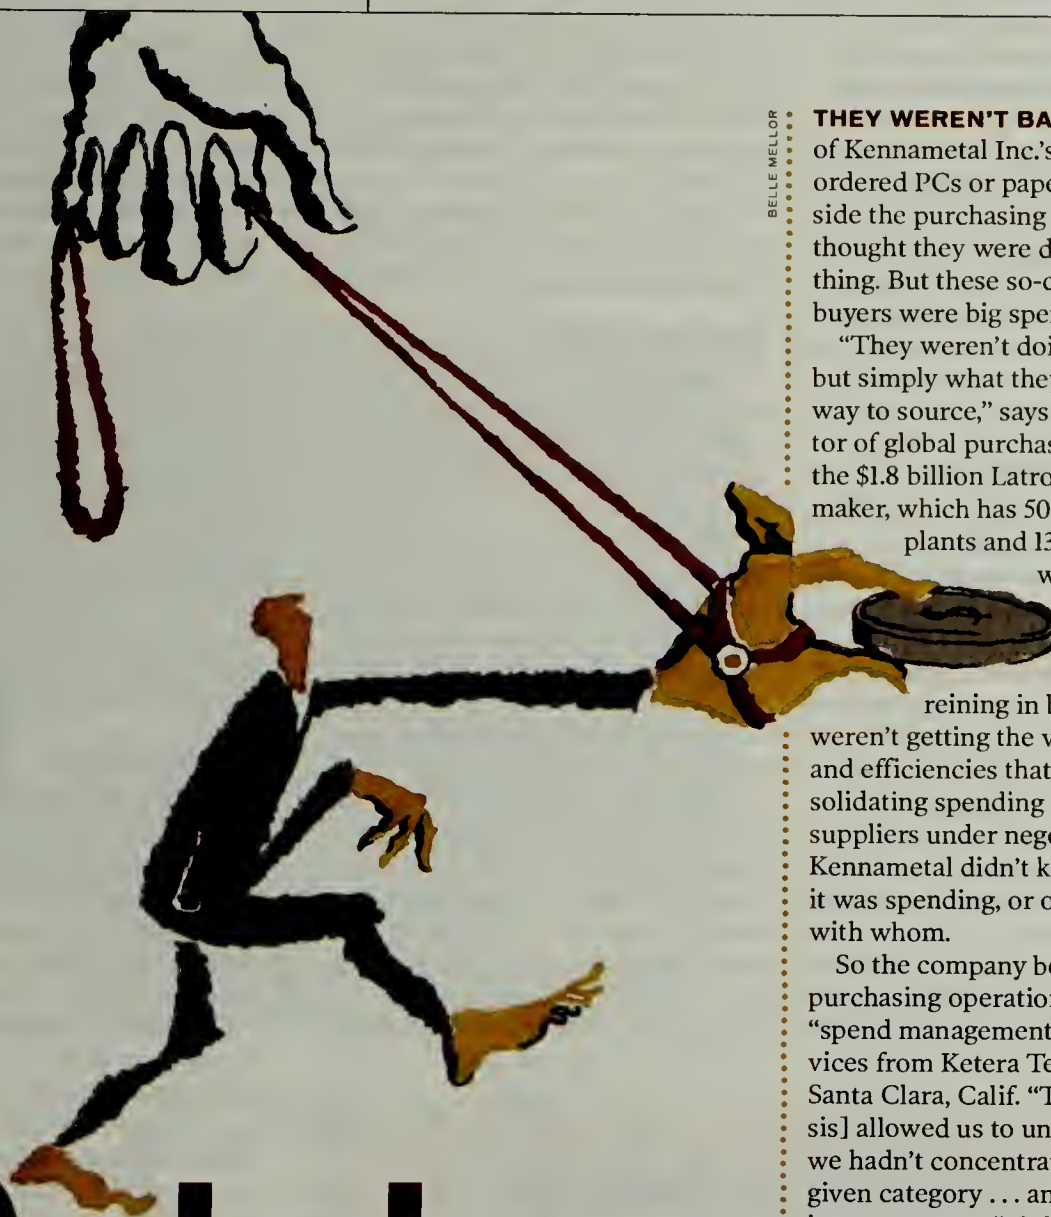 BELLE MELLOR
THEY WEREN'T BA
of Kennametal Inc.'s
ordered PCs or pape
side the purchasing
thought they were d
thing. But these so-c
buyers were big spe
“They weren't doi
but simply what they
way to source,” says
tor of global purchas
the $1.8 billion Latro
maker, which has 50
plants and 13
w
reining in l
weren't getting the v
and efficiencies that
solidating spending
suppliers under nego
Kennametal didn't k
it was spending, or o
with whom.
So the company be
purchasing operation
“spend management
vices from Ketera Te
Santa Clara, Calif. “T
sis] allowed us to un
we hadn't concentra
given category . . . an